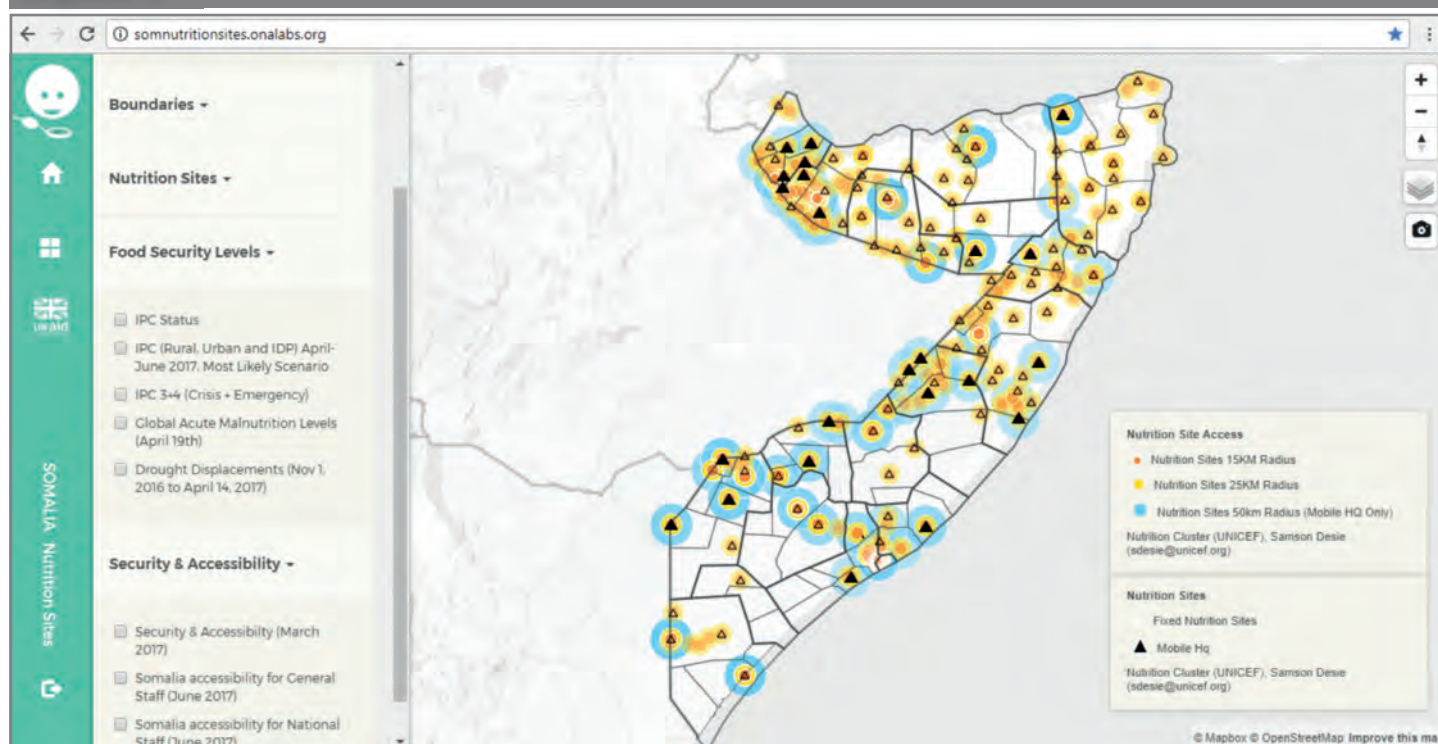 somnutritionsites.onalabs.org
Boundaries
Nutrition Sites
Food Security Levels
IPC Status
IPC (Rural, Urban and IDP) April-
June 2017, Most Likely Scenario
IPC 3+4 (Crisis + Emergency)
Global Acute Malnutrition Levels
(April 19th)
Drought Displacements (Nov 1,
2016 to April 14, 2017)
Security & Accessibility
Security & Accessibilty (March
2017)
Somalia accessibility for General
Staff (June 2017)
Somalia accessibility for National
Staff (June 2017)
ukaid
SOMALIA Nutrition Sites
Nutrition Site Access
Nutrition Sites 15KM Radius
Nutrition Sites 25KM Radius
Nutrition Sites 50km Radius (Mobile HQ Only)
Nutrition Cluster (UNICEF), Samson Desie
(sdesie@unicef.org)
Nutrition Sites
Fixed Nutrition Sites
Mobile Hq
Nutrition Cluster (UNICEF), Samson Desie
(sdesie@unicef.org)
© Mapbox © OpenStreetMap Improve this ma